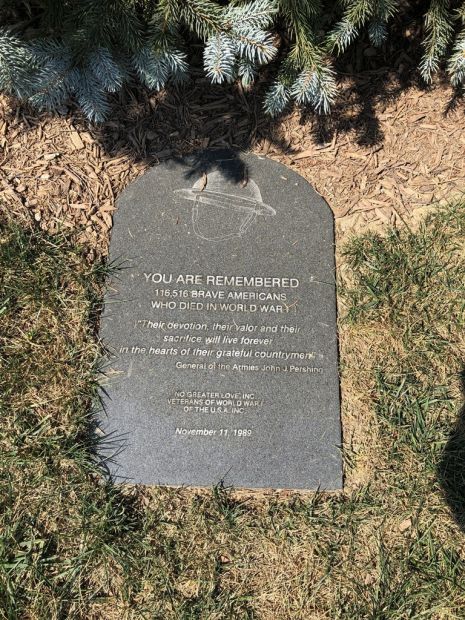 YOU ARE REMEMBERED
116,516 BRAVE AMERICANS
WHO DIED IN WORLD WAR I
"Their devotion, their valor and their
sacrifice will live forever
in the hearts of their grateful countrymen."
General of the Armies John J. Pershing
NO GREATER LOVE, INC.
VETERANS OF WORLD WAR I
OF THE U.S.A. INC.
November 11, 1989